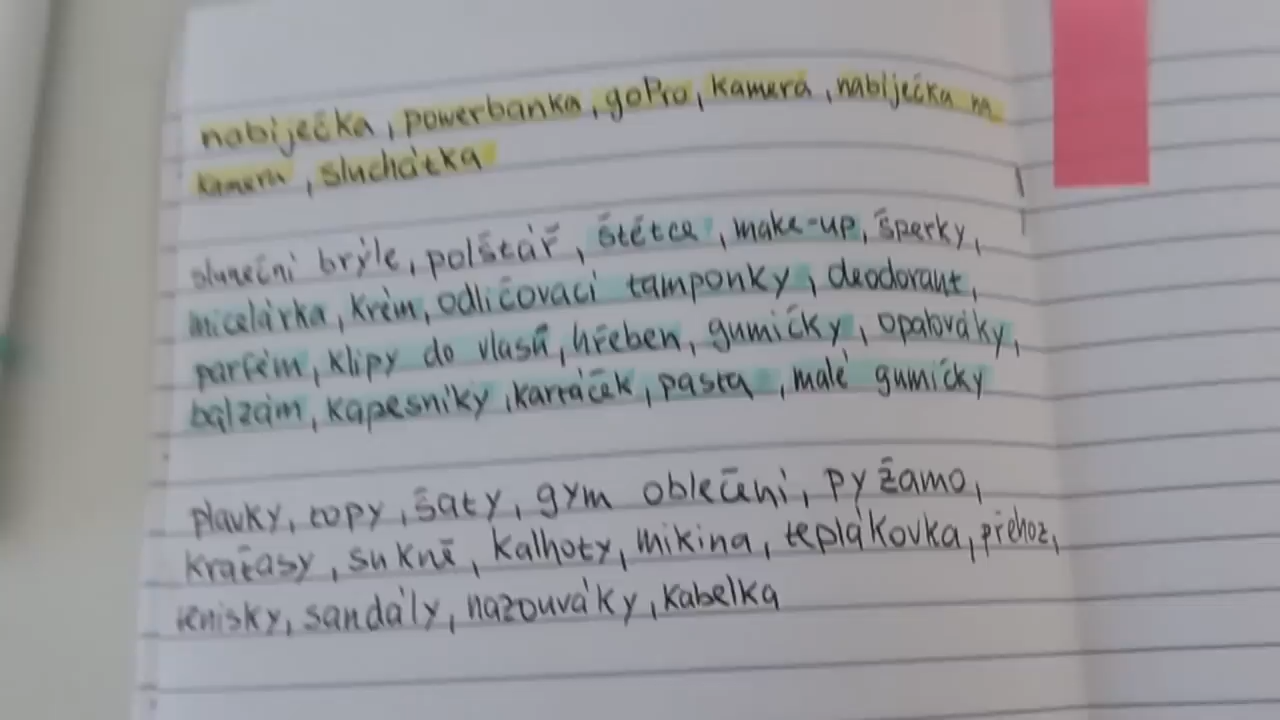 nabíječka, powerbanka, goPro, kamera, nabíječka na
kameru, sluchátka
sluneční brýle, polštář, štětce, make-up, šperky,
micelárka, krém, odličovací tamponky, deodorant,
parfém, klipy do vlasů, hřeben, gumičky, opalováky,
balzám, kapesníky, kartáček, pasta, malé gumičky
plavky, topy, šaty, gym oblečení, pyžamo,
kraťasy, sukně, kalhoty, mikina, teplákovka, přehoz,
tenisky, sandály, nazouváky, kabelka